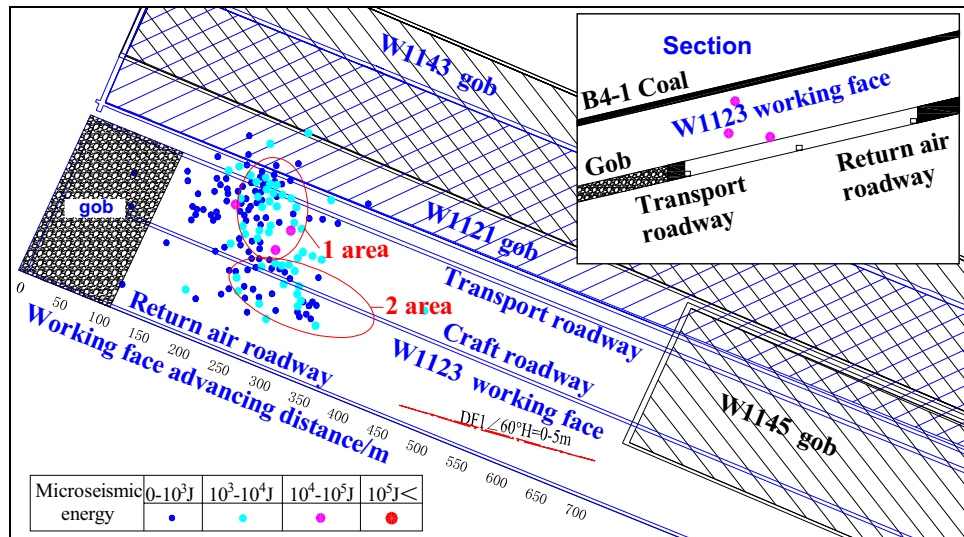 W1143 gob
Section
B4-1 Coal
W1123 working face
Gob
Transport
roadway
Return air
roadway
gob
W1121 gob
1 area
2 area
Transport roadway
Craft roadway
W1123 working face
Return air roadway
Working face advancing distance/m
0
50
100
150
200
250
300
350
400
450
500
550
600
650
700
DF1∠60°H=0-5m
W1145 gob
Microseismic
energy
0-10³J
10³-10⁴J
10⁴-10⁵J
10⁵J<